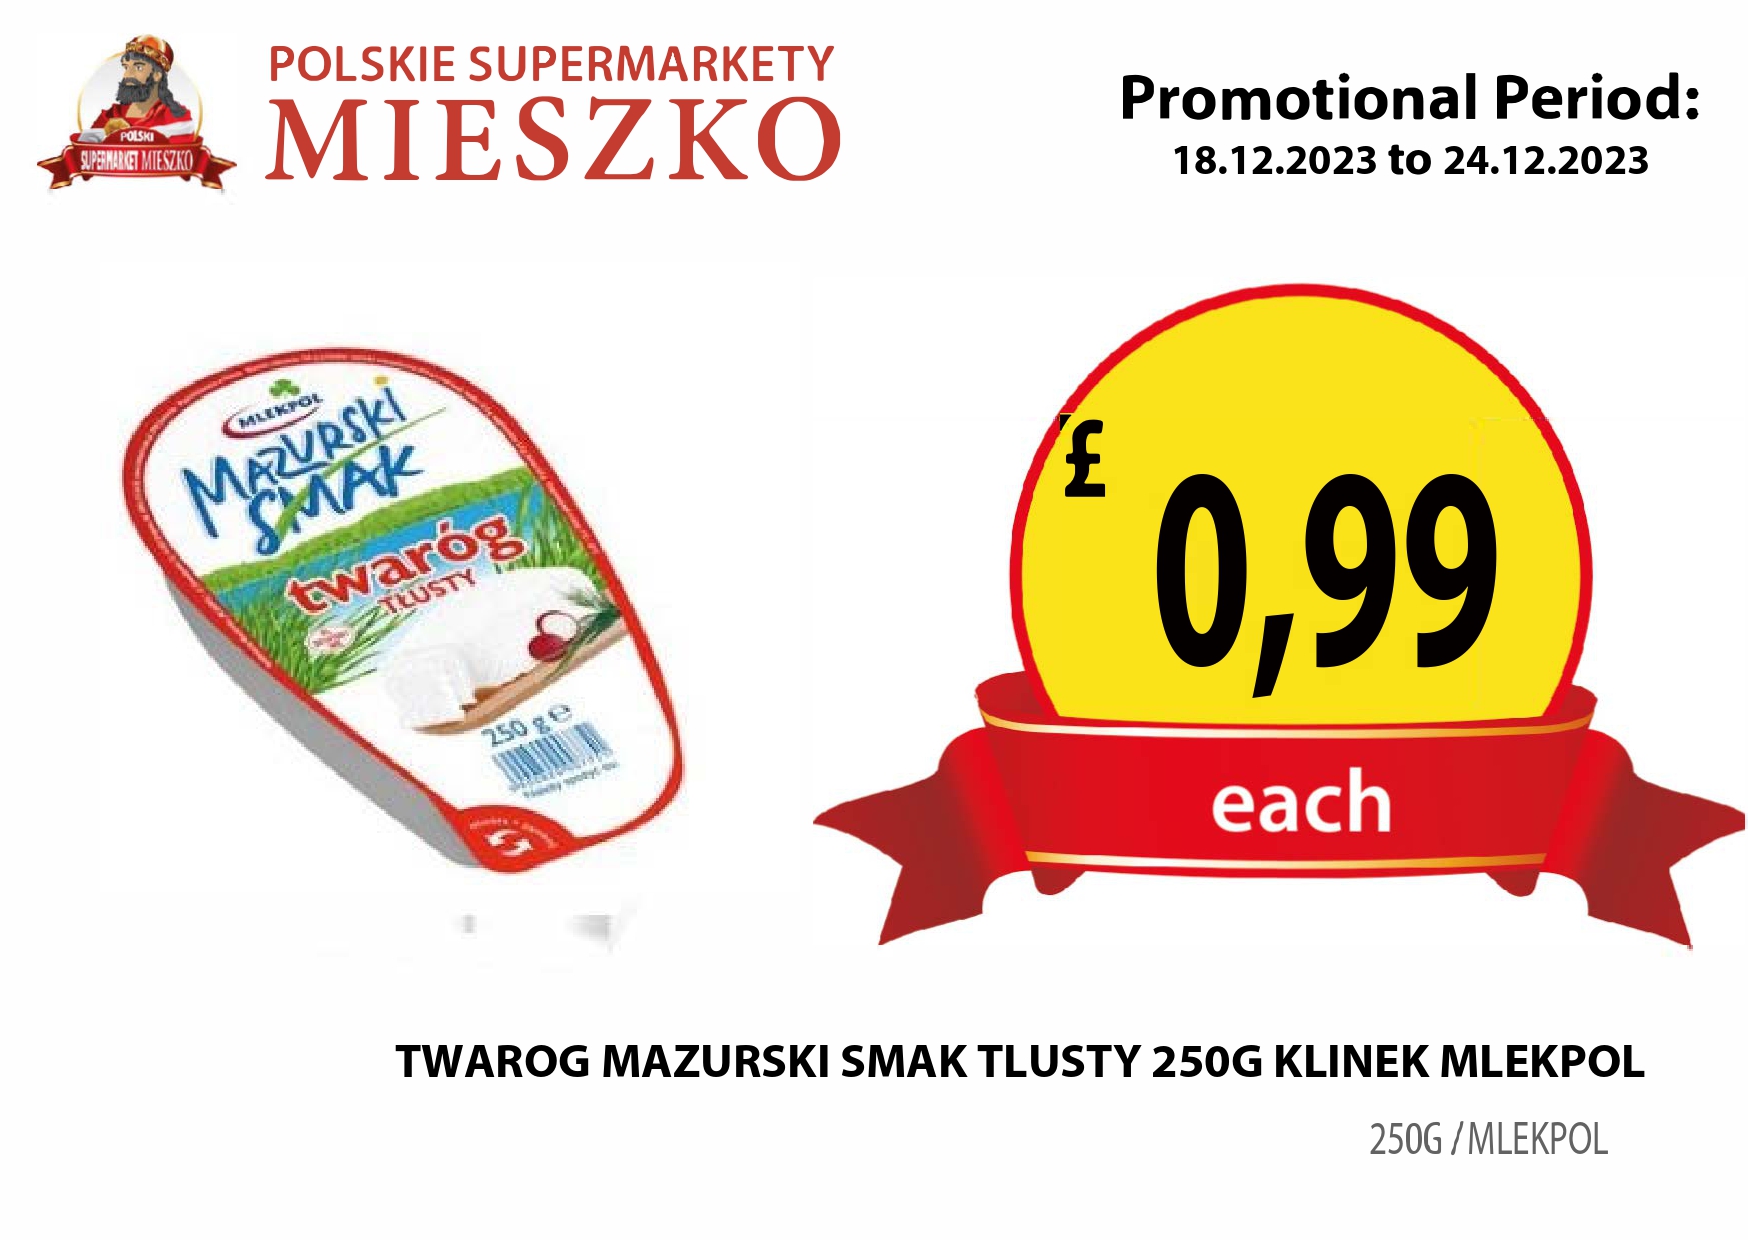 POLSKI
SUPERMARKET MIESZKO
POLSKIE SUPERMARKETY
MIESZKO
Promotional Period:
18.12.2023 to 24.12.2023
MLEKPOL
MAZURSKI
SMAK
twaróg
TŁUSTY
250 g e
£
0,99
each
TWAROG MAZURSKI SMAK TLUSTY 250G KLINEK MLEKPOL
250G / MLEKPOL